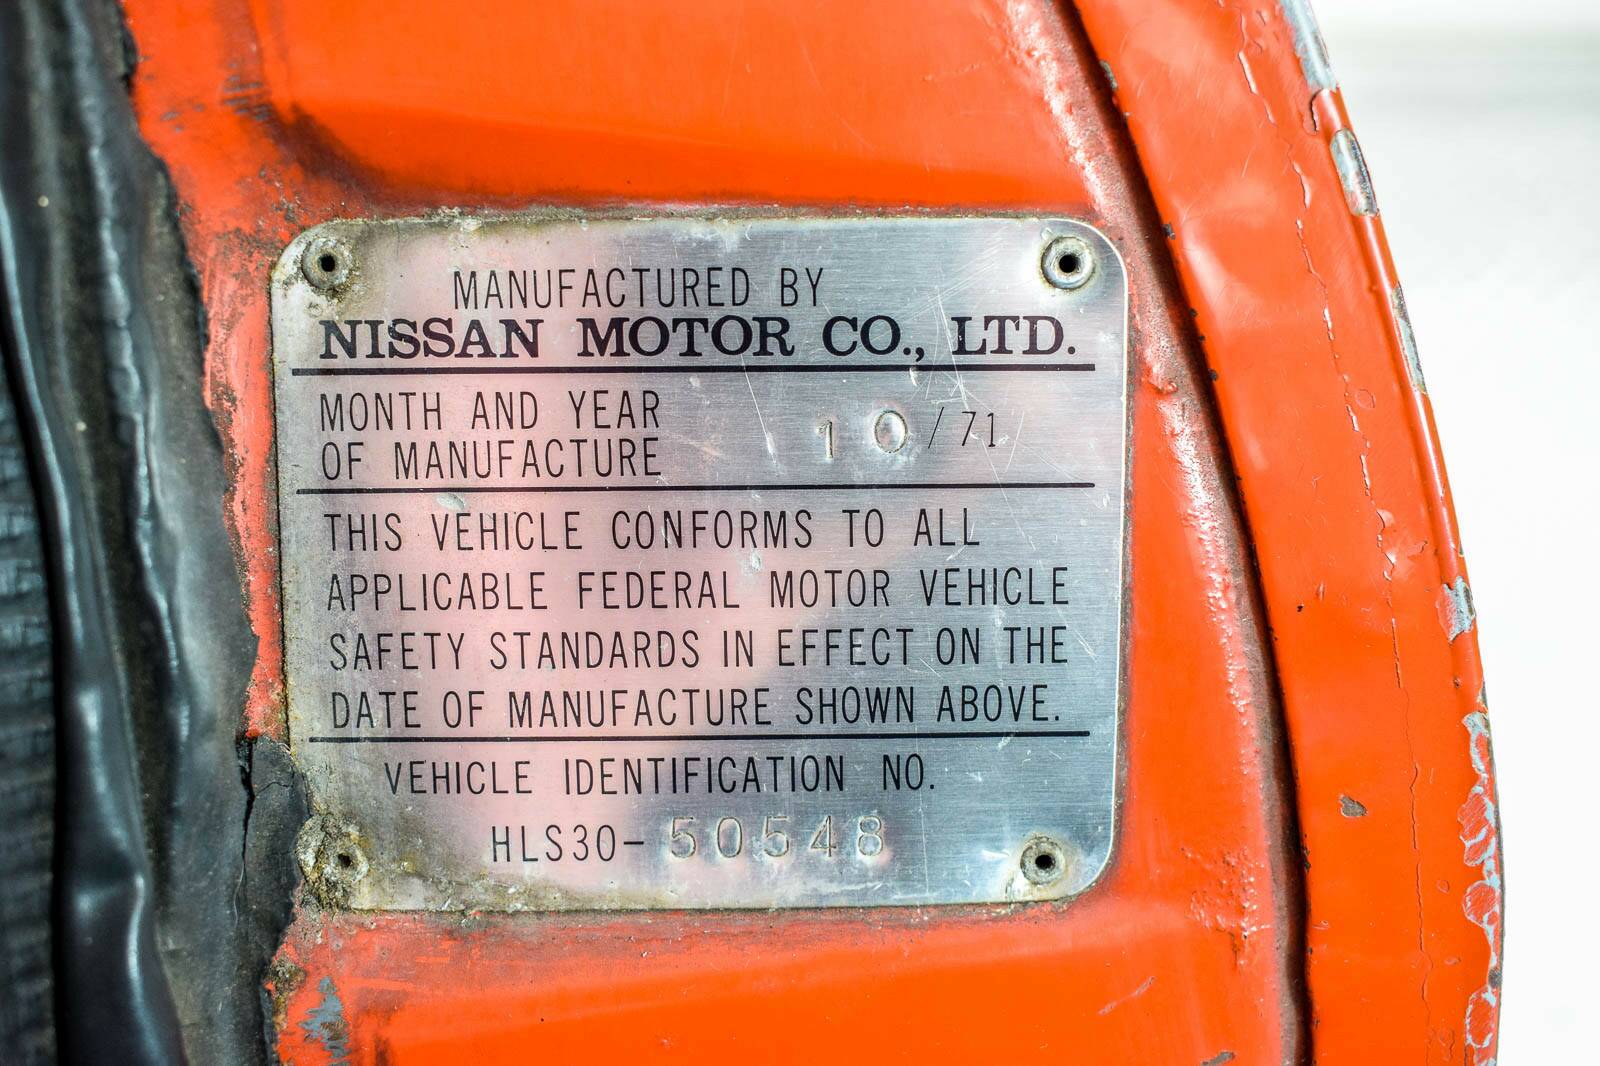 MANUFACTURED BY
NISSAN MOTOR CO., LTD.
MONTH AND YEAR
OF MANUFACTURE 10/71
THIS VEHICLE CONFORMS TO ALL
APPLICABLE FEDERAL MOTOR VEHICLE
SAFETY STANDARDS IN EFFECT ON THE
DATE OF MANUFACTURE SHOWN ABOVE.
VEHICLE IDENTIFICATION NO.
HLS30-50548